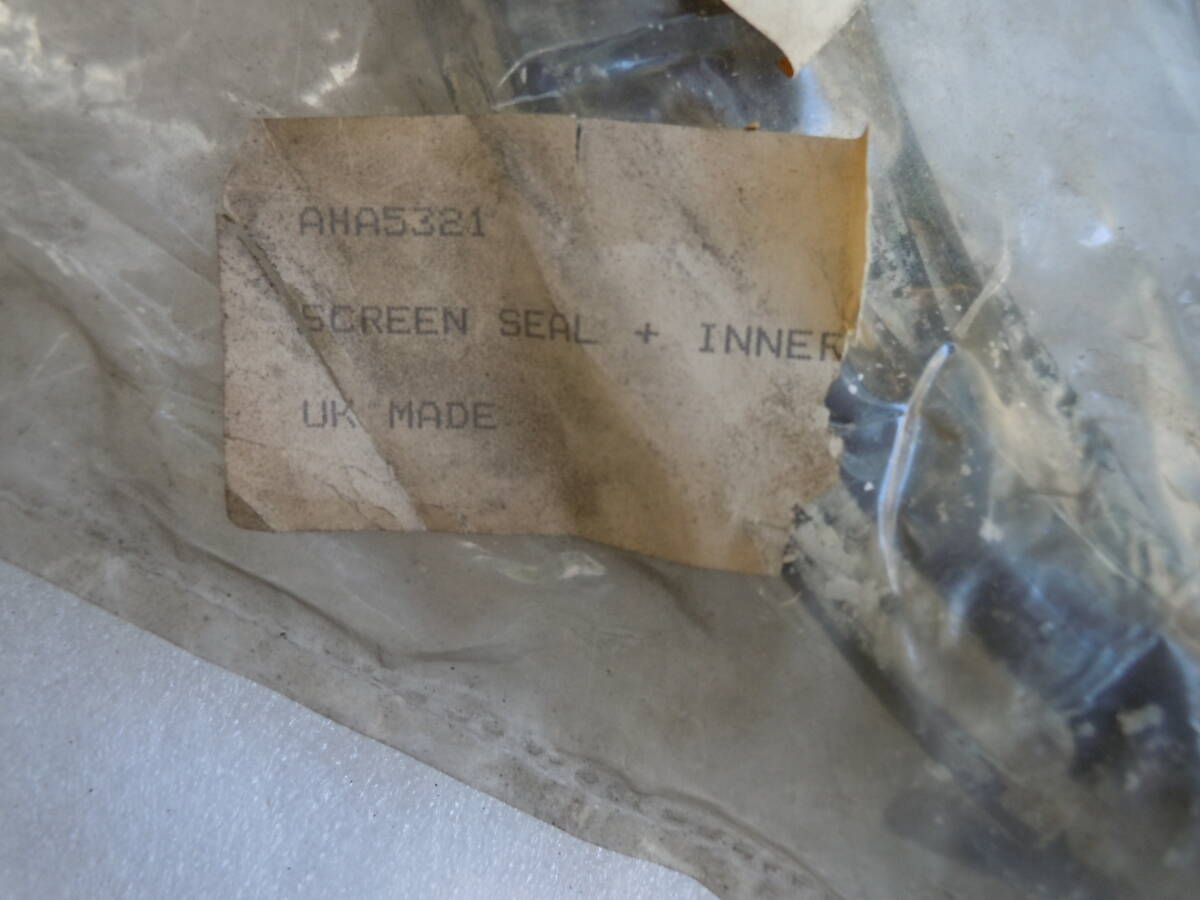 AHA5321
SCREEN SEAL + INNER
UK MADE